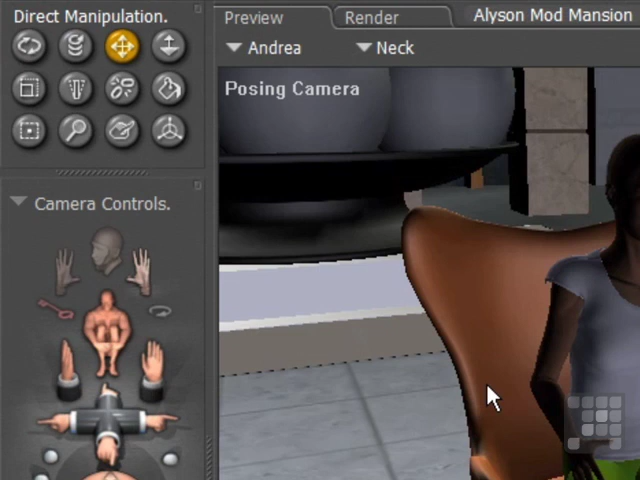 Direct Manipulation.
Preview
Render
Alyson Mod Mansion
Andrea
Neck
Posing Camera
Camera Controls.